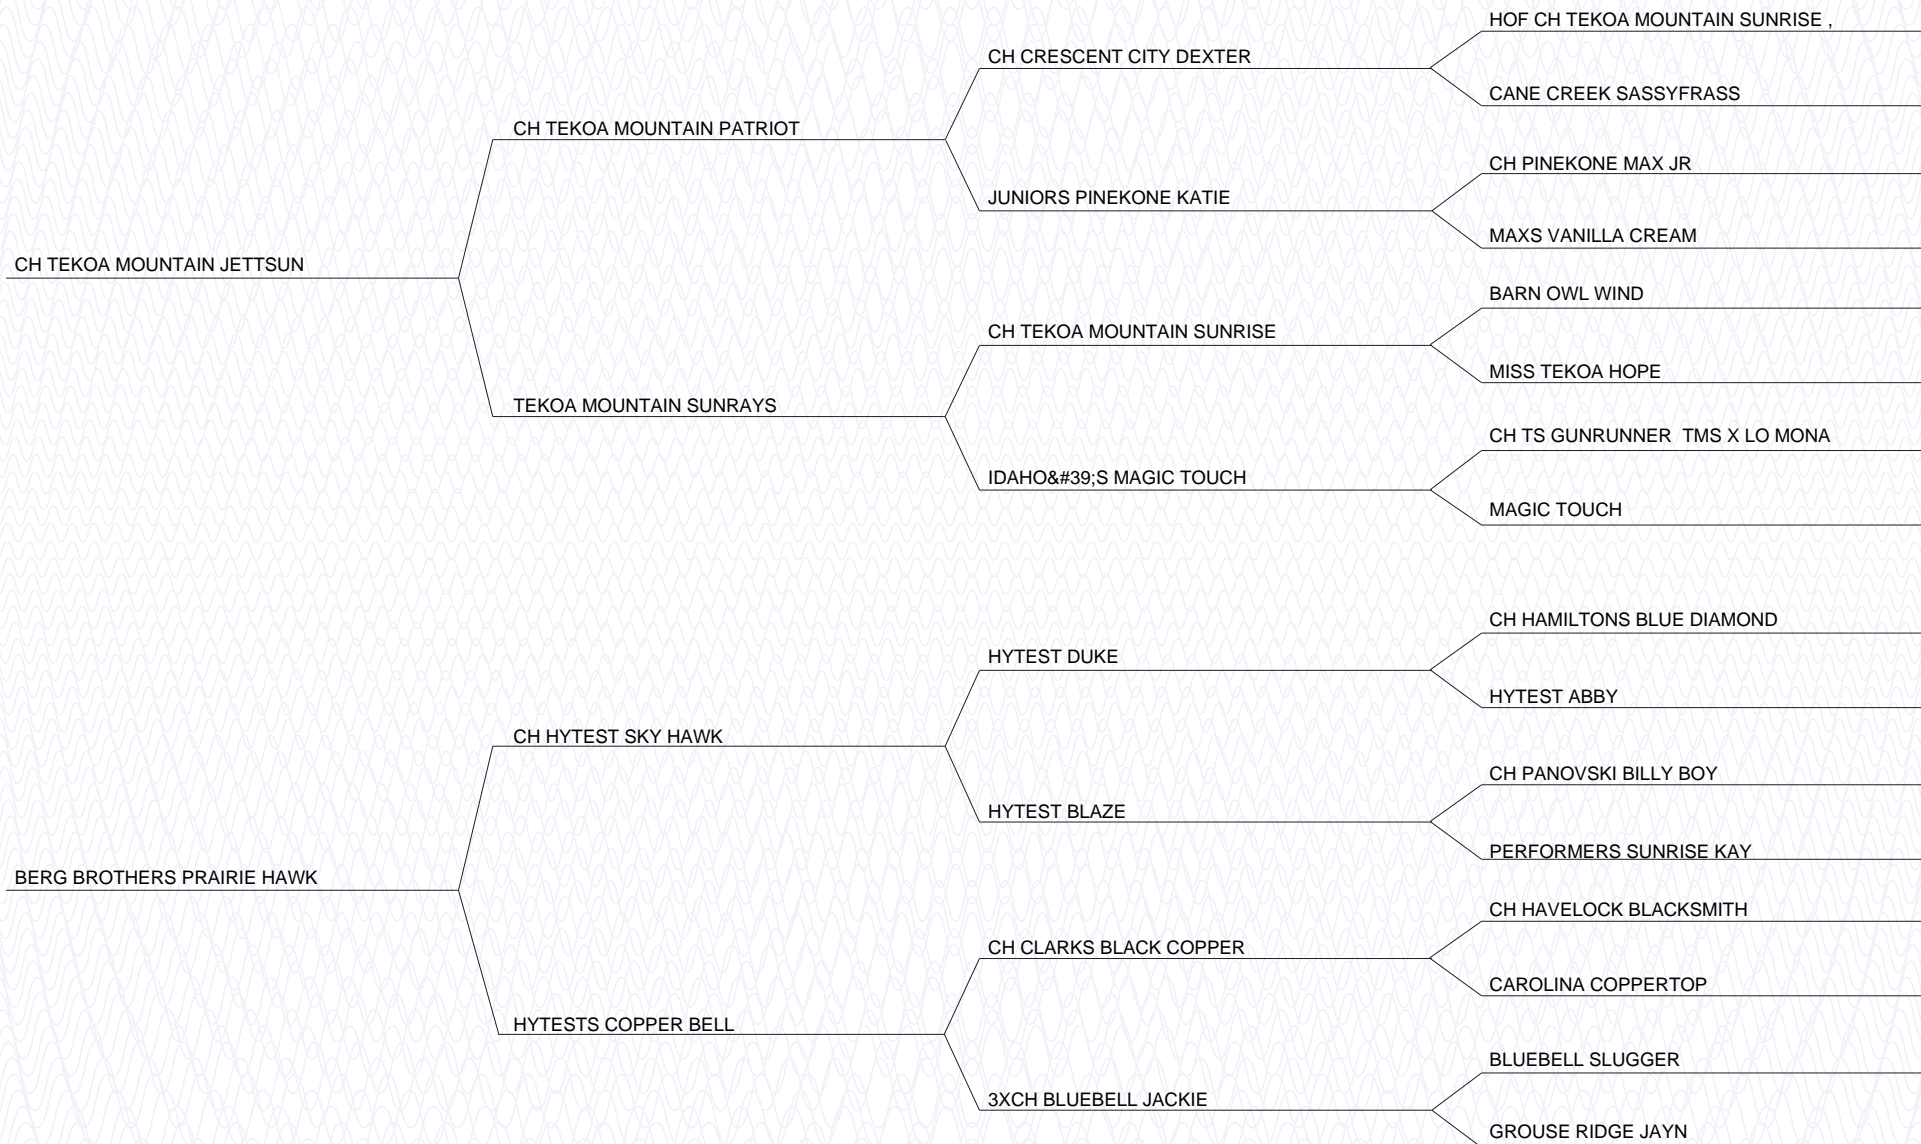 HOF CH TEKOA MOUNTAIN SUNRISE ,
CH CRESCENT CITY DEXTER
CANE CREEK SASSYFRASS
CH TEKOA MOUNTAIN PATRIOT
CH PINEKONE MAX JR
JUNIORS PINEKONE KATIE
MAXS VANILLA CREAM
CH TEKOA MOUNTAIN JETTSUN
BARN OWL WIND
CH TEKOA MOUNTAIN SUNRISE
MISS TEKOA HOPE
TEKOA MOUNTAIN SUNRAYS
CH TS GUNRUNNER  TMS X LO MONA
IDAHO&#39;S MAGIC TOUCH
MAGIC TOUCH
CH HAMILTONS BLUE DIAMOND
HYTEST DUKE
HYTEST ABBY
CH HYTEST SKY HAWK
CH PANOVSKI BILLY BOY
HYTEST BLAZE
PERFORMERS SUNRISE KAY
BERG BROTHERS PRAIRIE HAWK
CH HAVELOCK BLACKSMITH
CH CLARKS BLACK COPPER
CAROLINA COPPERTOP
HYTESTS COPPER BELL
BLUEBELL SLUGGER
3XCH BLUEBELL JACKIE
GROUSE RIDGE JAYN